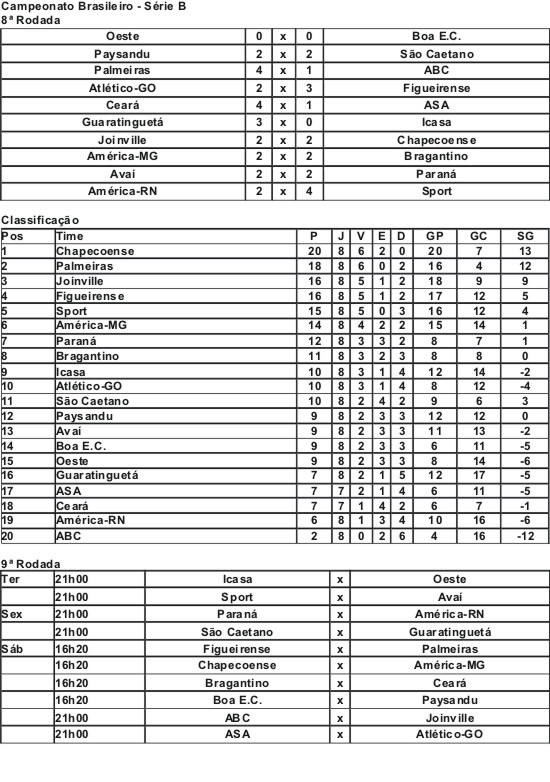 Campeonato Brasileiro - Série B
8ª Rodada
Oeste 0 x 0 Boa E.C.
Paysandu 2 x 2 São Caetano
Palmeiras 4 x 1 ABC
Atlético-GO 2 x 3 Figueirense
Ceará 4 x 1 ASA
Guaratinguetá 3 x 0 Icasa
Joinville 2 x 2 Chapecoense
América-MG 2 x 2 Bragantino
Avaí 2 x 2 Paraná
América-RN 2 x 4 Sport
Classificação
Pos Time P J V E D GP GC SG
1 Chapecoense 20 8 6 2 0 20 7 13
2 Palmeiras 18 8 6 0 2 16 4 12
3 Joinville 16 8 5 1 2 18 9 9
4 Figueirense 16 8 5 1 2 17 12 5
5 Sport 15 8 5 0 3 16 12 4
6 América-MG 14 8 4 2 2 15 14 1
7 Paraná 12 8 3 3 2 8 7 1
8 Bragantino 11 8 3 2 3 8 8 0
9 Icasa 10 8 3 1 4 12 14 -2
10 Atlético-GO 10 8 3 1 4 8 12 -4
11 São Caetano 10 8 2 4 2 9 6 3
12 Paysandu 9 8 2 3 3 12 12 0
13 Avaí 9 8 2 3 3 11 13 -2
14 Boa E.C. 9 8 2 3 3 6 11 -5
15 Oeste 9 8 2 3 3 8 14 -6
16 Guaratinguetá 7 8 2 1 5 12 17 -5
17 ASA 7 7 2 1 4 6 11 -5
18 Ceará 7 7 1 4 2 6 7 -1
19 América-RN 6 8 1 3 4 10 16 -6
20 ABC 2 8 0 2 6 4 16 -12
9ª Rodada
Ter 21h00 Icasa x Oeste
21h00 Sport x Avaí
Sex 21h00 Paraná x América-RN
21h00 São Caetano x Guaratinguetá
Sáb 16h20 Figueirense x Palmeiras
16h20 Chapecoense x América-MG
16h20 Bragantino x Ceará
16h20 Boa E.C. x Paysandu
21h00 ABC x Joinville
21h00 ASA x Atlético-GO